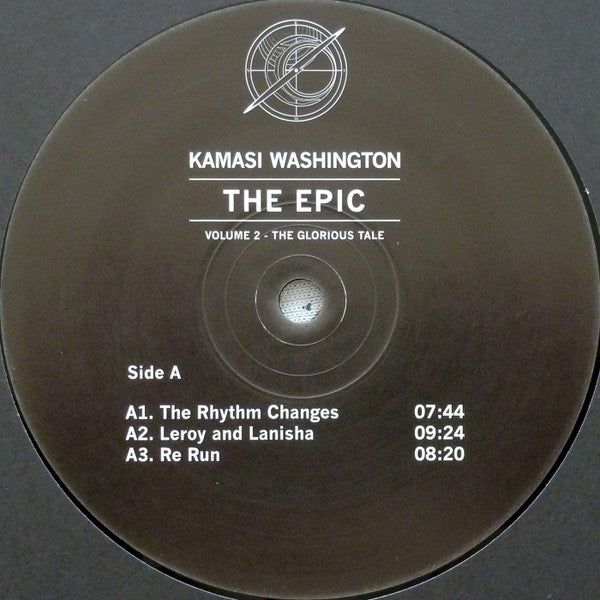 KAMASI WASHINGTON
THE EPIC
VOLUME 2 - THE GLORIOUS TALE
Side A
A1. The Rhythm Changes 07:44
A2. Leroy and Lanisha 09:24
A3. Re Run 08:20